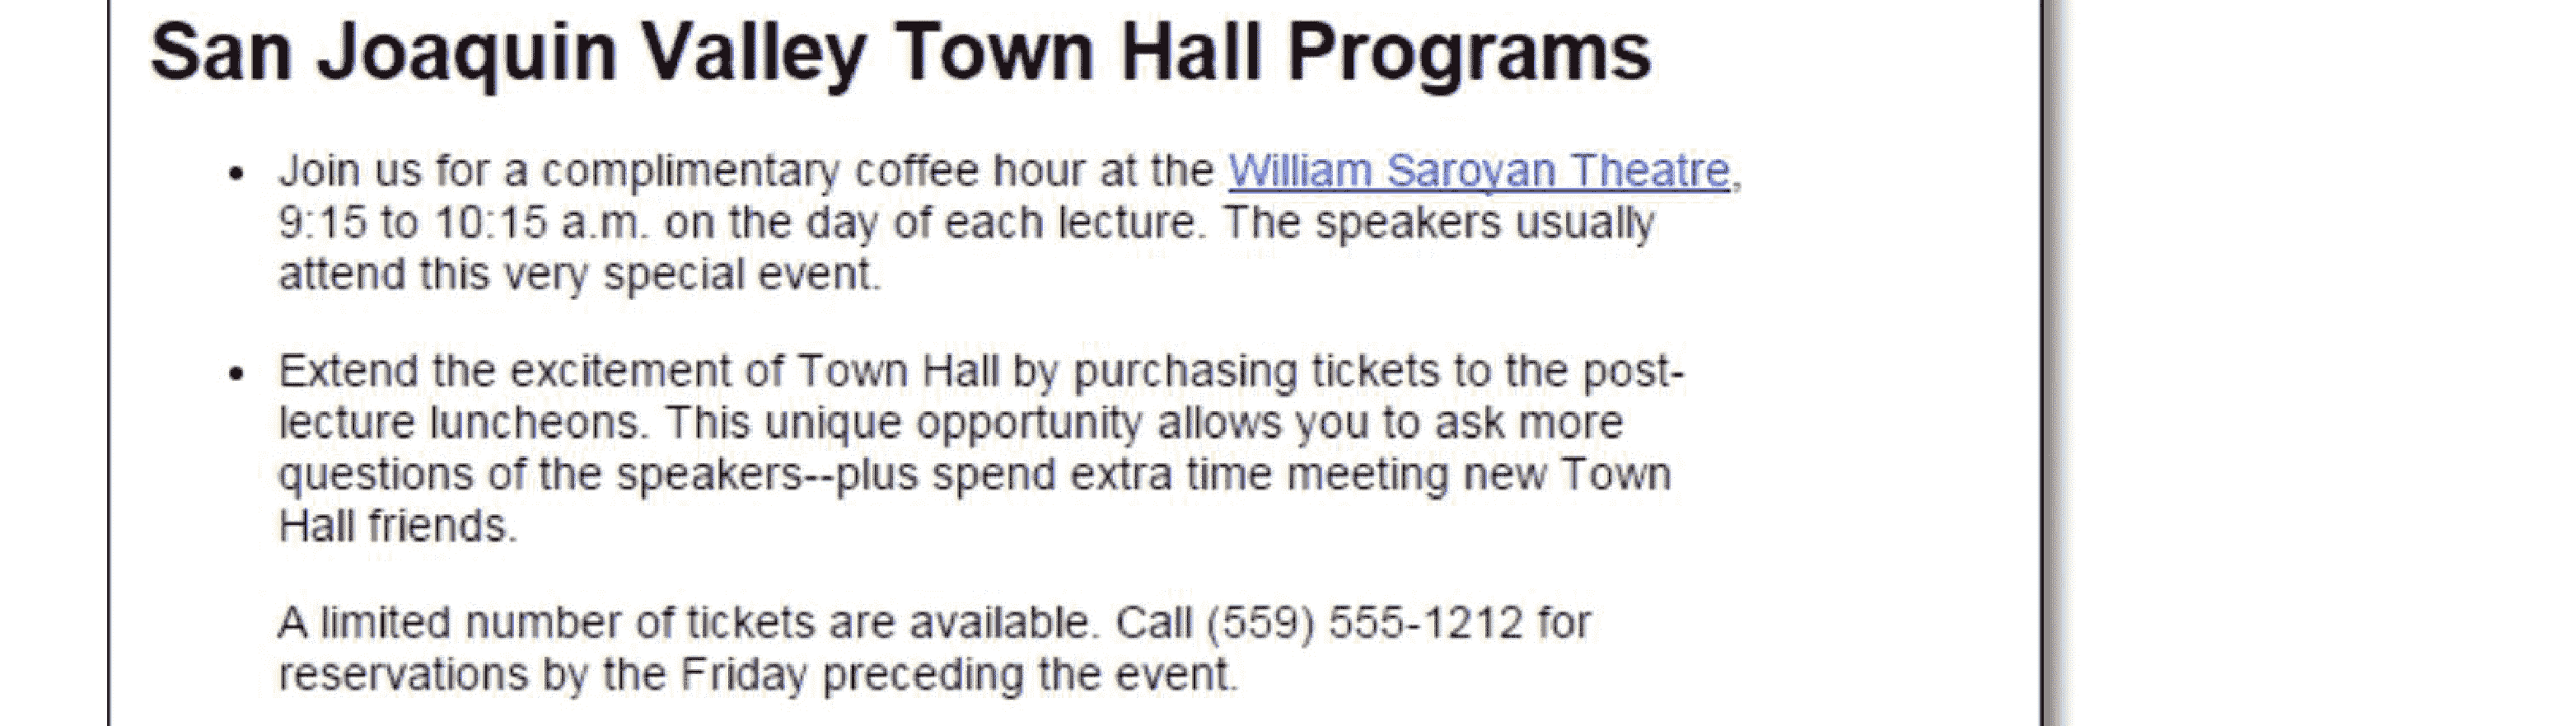 San Joaquin Valley Town Hall Programs
• Join us for a complimentary coffee hour at the William Saroyan Theatre,
9:15 to 10:15 a.m. on the day of each lecture. The speakers usually
attend this very special event.
• Extend the excitement of Town Hall by purchasing tickets to the post-
lecture luncheons. This unique opportunity allows you to ask more
questions of the speakers--plus spend extra time meeting new Town
Hall friends.
A limited number of tickets are available. Call (559) 555-1212 for
reservations by the Friday preceding the event.